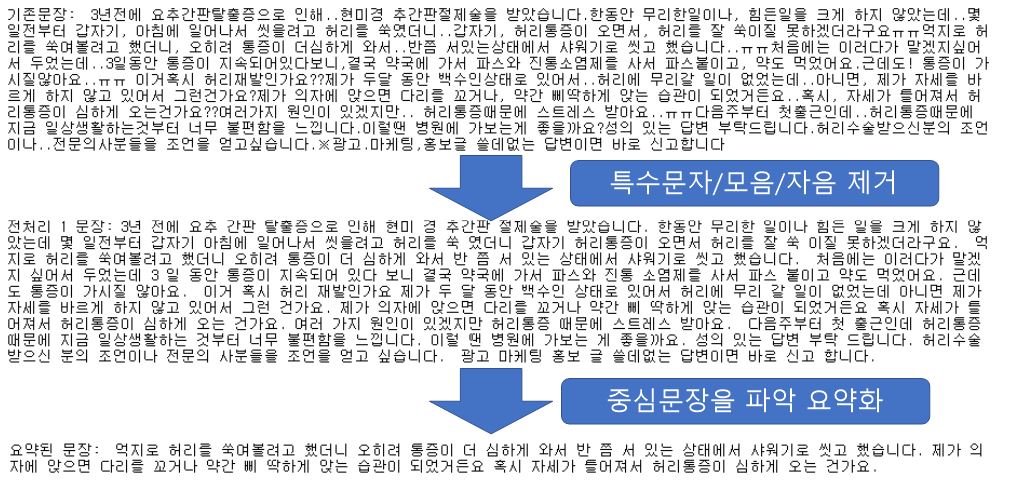 기존문장:  3년전에 요추간판탈출증으로 인해..현미경 추간판절제술을 받았습니다.한동안 무리한일이나, 힘든일을 크게 하지 않았는데..몇
일전부터 갑자기, 아침에 일어나서 씻을려고 허리를 쑥였더니..갑자기, 허리통증이 오면서, 허리를 잘 쑥이질 못하겠더라구요ㅠㅠ억지로 허
리를 쑥여볼려고 했더니, 오히려 통증이 더심하게 와서..반쯤 서있는상태에서 샤워기로 씻고 했습니다..ㅠㅠ처음에는 이러다가 말겠지싶어
서 두었는데..3일동안 통증이 지속되어있다보니,결국 약국에 가서 파스와 진통소염제를 사서 파스붙이고, 약도 먹었어요.근데도! 통증이 가
시질않아요..ㅠㅠ 이거혹시 허리재발인가요??제가 두달 동안 백수인상태로 있어서..허리에 무리갈 일이 없었는데..아니면, 제가 자세를 바
르게 하지 않고 있어서 그런건가요?제가 의자에 앉으면 다리를 꼬거나, 약간 삐딱하게 앉는 습관이 되었거든요..혹시, 자세가 틀어져서 허
리통증이 심하게 오는건가요??여러가지 원인이 있겠지만.. 허리통증때문에 스트레스 받아요..ㅠㅠ다음주부터 첫출근인데..허리통증때문에
지금 일상생활하는것부터 너무 불편함을 느낍니다.이럴땐 병원에 가보는게 좋을까요?성의 있는 답변 부탁드립니다.허리수술받으신분의 조언
이나..전문의사분들을 조언을 얻고싶습니다.※광고.마케팅,홍보글 쓸데없는 답변이면 바로 신고합니다
특수문자/모음/자음 제거
전처리 1 문장: 3년 전에 요추 간판 탈출증으로 인해 현미 경 추간판 절제술을 받았습니다. 한동안 무리한 일이나 힘든 일을 크게 하지 않
았는데 몇 일전부터 갑자기 아침에 일어나서 씻을려고 허리를 쑥 였더니 갑자기 허리통증이 오면서 허리를 잘 쑥 이질 못하겠더라구요.  억
지로 허리를 쑥여볼려고 했더니 오히려 통증이 더 심하게 와서 반 쯤 서 있는 상태에서 샤워기로 씻고 했습니다.  처음에는 이러다가 말겠
지 싶어서 두었는데 3 일 동안 통증이 지속되어 있다 보니 결국 약국에 가서 파스와 진통 소염제를 사서 파스 붙이고 약도 먹었어요. 근데
도 통증이 가시질 않아요.  이거 혹시 허리 재발인가요 제가 두 달 동안 백수인 상태로 있어서 허리에 무리 갈 일이 없었는데 아니면 제가
자세를 바르게 하지 않고 있어서 그런 건가요. 제가 의자에 앉으면 다리를 꼬거나 약간 삐 딱하게 앉는 습관이 되었거든요 혹시 자세가 틀
어져서 허리통증이 심하게 오는 건가요. 여러 가지 원인이 있겠지만 허리통증 때문에 스트레스 받아요.  다음주부터 첫 출근인데 허리통증
때문에 지금 일상생활하는 것부터 너무 불편함을 느낍니다. 이럴 땐 병원에 가보는 게 좋을까요. 성의 있는 답변 부탁 드립니다. 허리수술
받으신 분의 조언이나 전문의 사분들을 조언을 얻고 싶습니다.  광고 마케팅 홍보 글 쓸데없는 답변이면 바로 신고 합니다.
중심문장을 파악 요약화
요약된 문장:  억지로 허리를 쑥여볼려고 했더니 오히려 통증이 더 심하게 와서 반 쯤 서 있는 상태에서 샤워기로 씻고 했습니다. 제가 의
자에 앉으면 다리를 꼬거나 약간 삐 딱하게 앉는 습관이 되었거든요 혹시 자세가 틀어져서 허리통증이 심하게 오는 건가요.